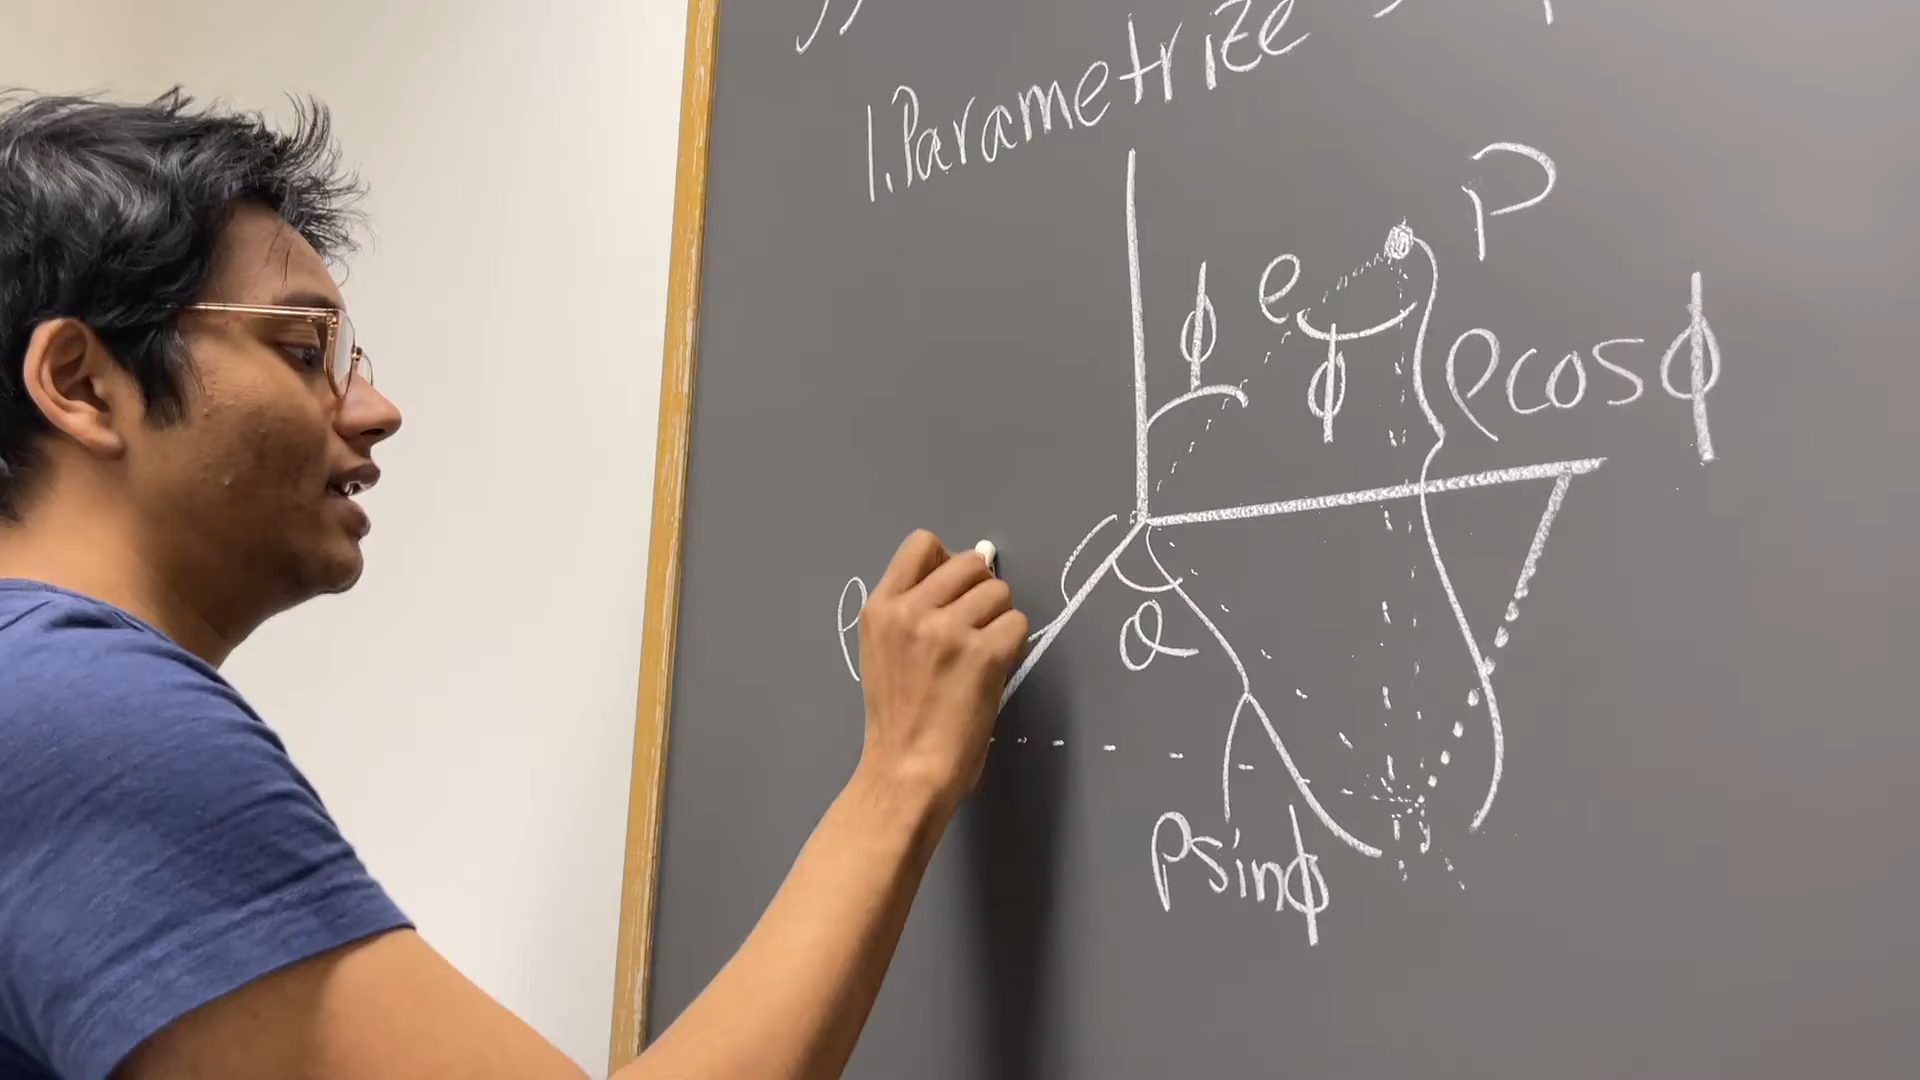 1. Parametrize
P
ϕ
ρ
ϕ
ρcosϕ
ρ
θ
ρsinϕ